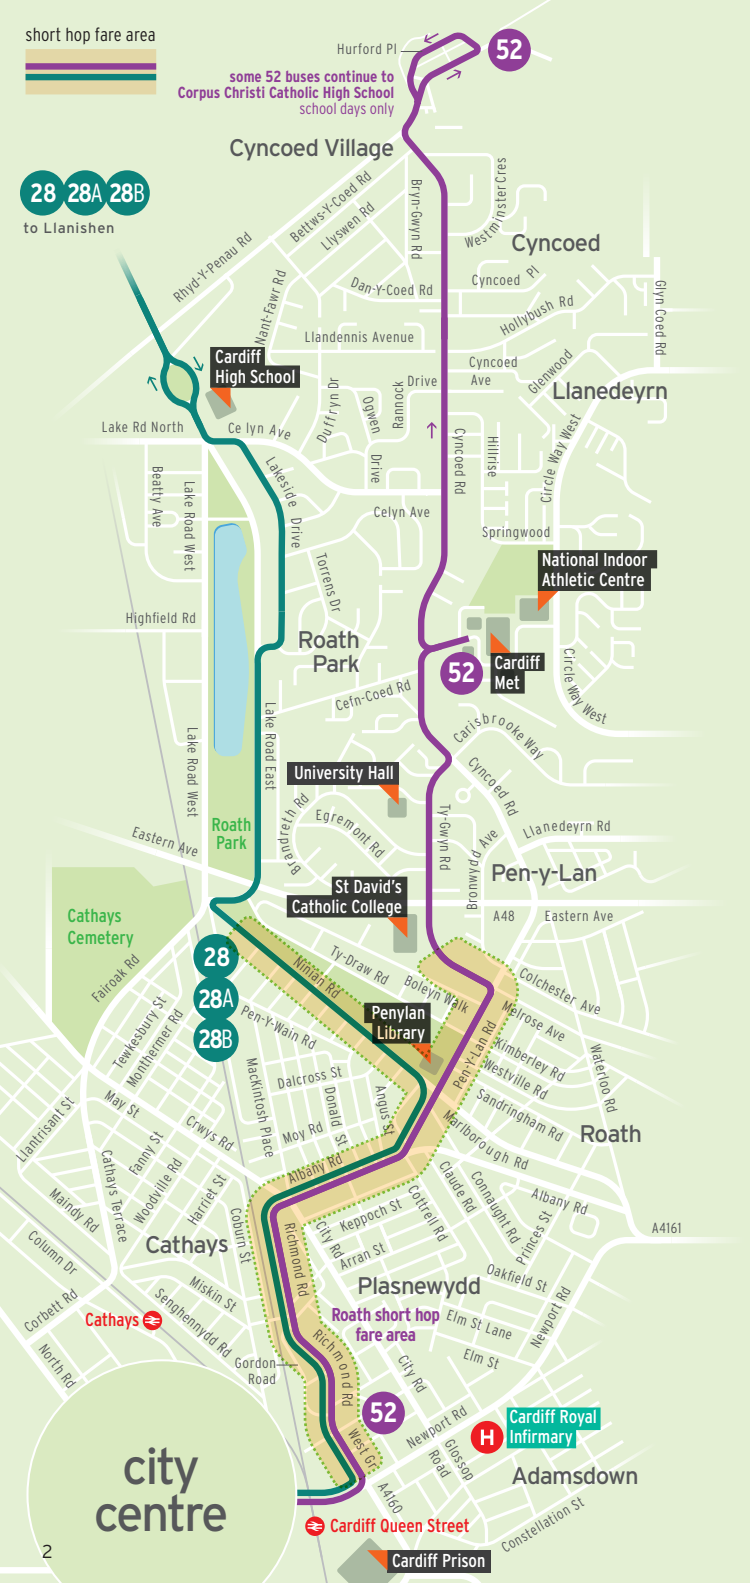 short hop fare area
Hurford Pl
52
some 52 buses continue to
Corpus Christi Catholic High School
school days only
Cyncoed Village
28 28A 28B
to Llanishen
Bettws-Y-Coed Rd
Llyswen Rd
Bryn-Gwyn Rd
Westminster Cres
Cyncoed
Rhyd-Y-Penau Rd
Nant-Fawr Rd
Dan-Y-Coed Rd
Cyncoed Pl
Hollybush Rd
Glyn Coed Rd
Llandennis Avenue
Cardiff
High School
Cyncoed
Ave
Glenwood
Llanedeyrn
Duffryn Dr
Ogwen
Drive
Rannock
Drive
Lake Rd North
Ce lyn Ave
Circle Way West
Cyncoed Rd
Hillrise
Beatty Ave
Lake Road West
Lakeside Drive
Celyn Ave
Springwood
National Indoor
Athletic Centre
Torrens Dr
Highfield Rd
Roath
Park
52
Cardiff
Met
Circle Way West
Cefn-Coed Rd
Lake Road West
Lake Road East
Carisbrooke Way
University Hall
Cyncoed Rd
Brandreth Rd
Egremont Rd
Ty-Gwyn Rd
Llanedeyrn Rd
Bronwydd Ave
Eastern Ave
Roath
Park
Pen-y-Lan
St David's
Catholic College
Cathays
Cemetery
A48
Eastern Ave
28
28A
28B
Fairoak Rd
Ninian Rd
Ty-Draw Rd
Boleyn Walk
Colchester Ave
Penylan
Library
Melrose Ave
Tewkesbury St
Monthermer Rd
Pen-Y-Wain Rd
Pen-Y-Lan Rd
Kimberley Rd
Westville Rd
Waterloo Rd
MacKintosh Place
Dalcross St
Donald St
Angus St
Sandringham Rd
Llantrisant St
May St
Crwys Rd
Moy Rd
Marlborough Rd
Roath
Fanny St
Cathays Terrace
Woodville Rd
Albany Rd
Claude Rd
Connaught Rd
Albany Rd
Maindy Rd
Harriet St
Coburn St
Keppoch St
Cottrell Rd
Princes St
A4161
Column Dr
Cathays
Richmond Rd
City Rd
Arran St
Plasnewydd
Oakfield St
Newport Rd
Corbett Rd
Miskin St
Senghennydd Rd
Cathays
Roath short hop
fare area
Elm St Lane
Elm St
North Rd
Gordon
Road
Richmond Rd
City Rd
52
Newport Rd
H
Cardiff Royal
Infirmary
West Gr
Glossop
Road
city
centre
Adamsdown
A4160
Constellation St
Cardiff Queen Street
2
Cardiff Prison